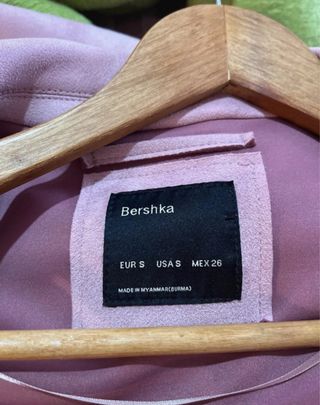 Bershka
EUR S USA S MEX 26
MADE IN MYANMAR(BURMA)